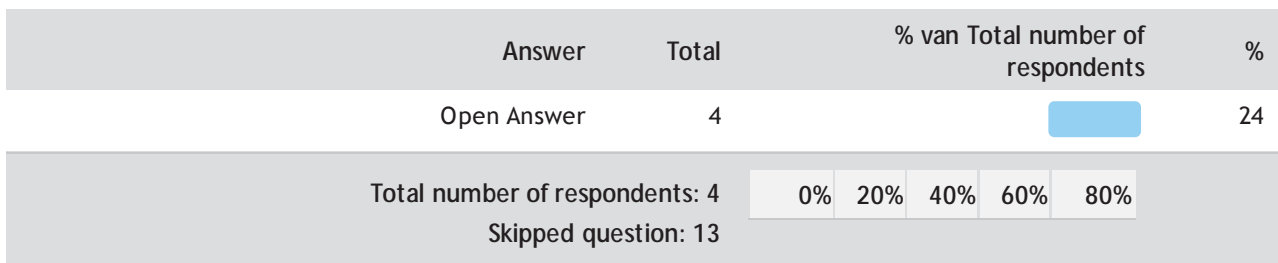 Answer Total % van Total number of respondents %
Open Answer 4 24
Total number of respondents: 4 0% 20% 40% 60% 80%
Skipped question: 13